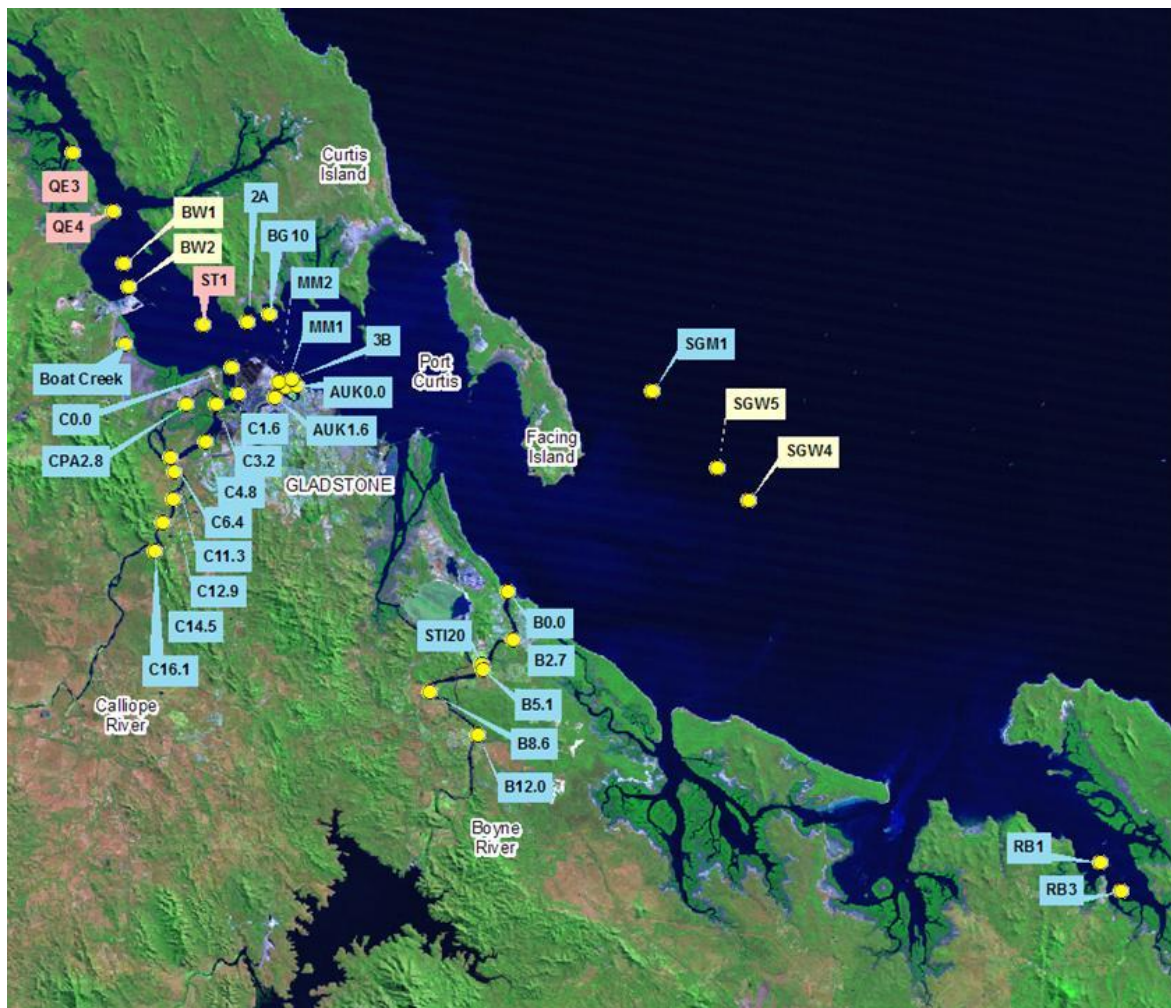 Curtis
Island
QE3
2A
QE4
BW1
BG10
BW2
MM2
ST1
MM1
3B
Port
Curtis
SGM1
Boat Creek
AUK0.0
SGW5
C0.0
C1.6
AUK1.6
Facing
Island
SGW4
CPA2.8
C3.2
GLADSTONE
C4.8
C6.4
C11.3
C12.9
C14.5
B0.0
STI20
B2.7
C16.1
B5.1
Calliope
River
B8.6
B12.0
Boyne
River
RB1
RB3